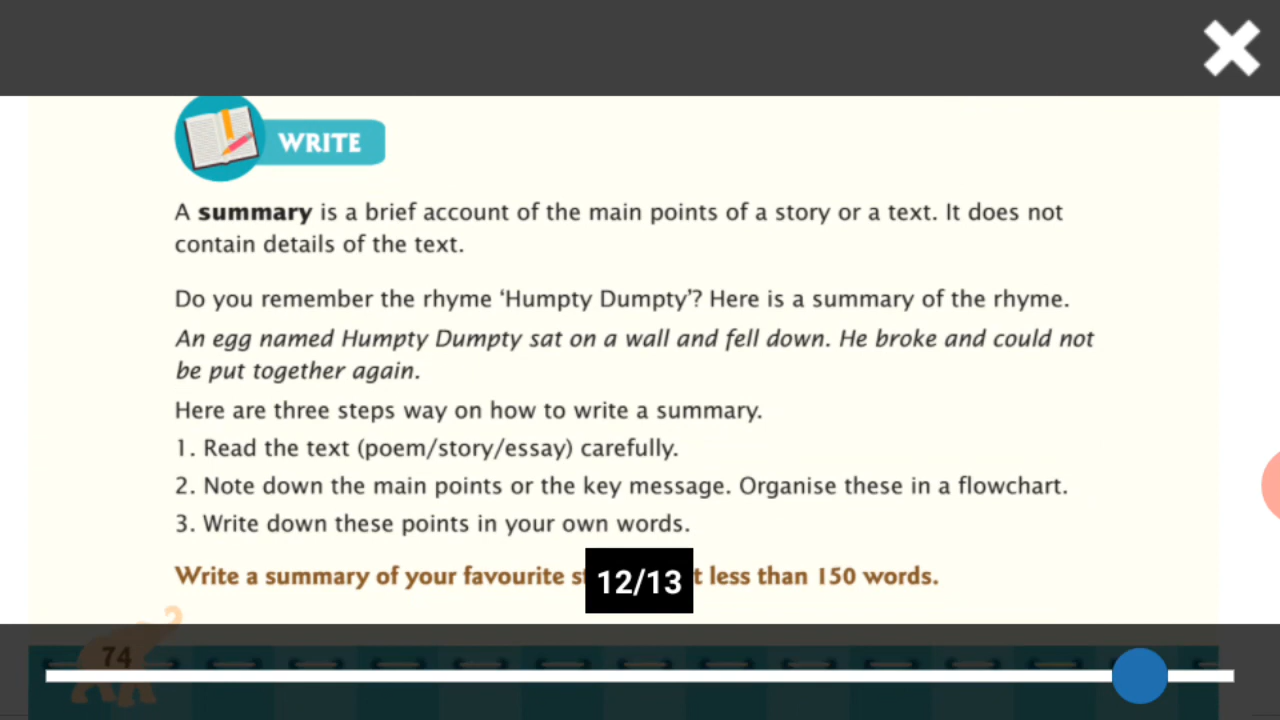 WRITE
A summary is a brief account of the main points of a story or a text. It does not
contain details of the text.
Do you remember the rhyme ‘Humpty Dumpty’? Here is a summary of the rhyme.
An egg named Humpty Dumpty sat on a wall and fell down. He broke and could not
be put together again.
Here are three steps way on how to write a summary.
1. Read the text (poem/story/essay) carefully.
2. Note down the main points or the key message. Organise these in a flowchart.
3. Write down these points in your own words.
Write a summary of your favourite less than 150 words.
12/13
74